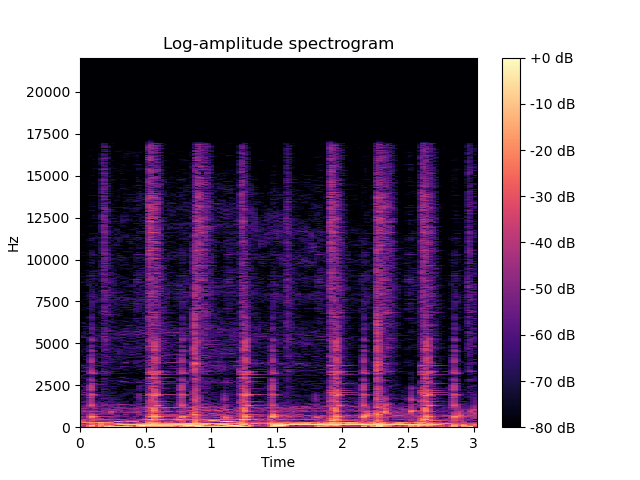 Log-amplitude spectrogram
20000
17500
15000
12500
10000
7500
5000
2500
0
Hz
0 0.5 1 1.5 2 2.5 3
Time
+0 dB
-10 dB
-20 dB
-30 dB
-40 dB
-50 dB
-60 dB
-70 dB
-80 dB